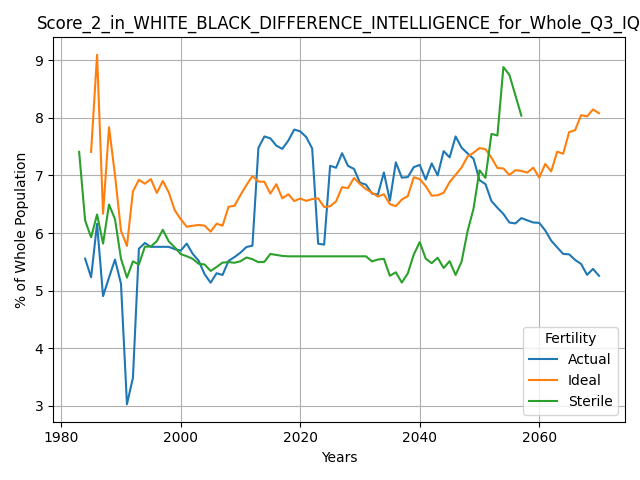 Score_2_in_WHITE_BLACK_DIFFERENCE_INTELLIGENCE_for_Whole_Q3_IQ
9
8
7
6
5
4
3
% of Whole Population
1980
2000
2020
2040
2060
Years
Fertility
Actual
Ideal
Sterile